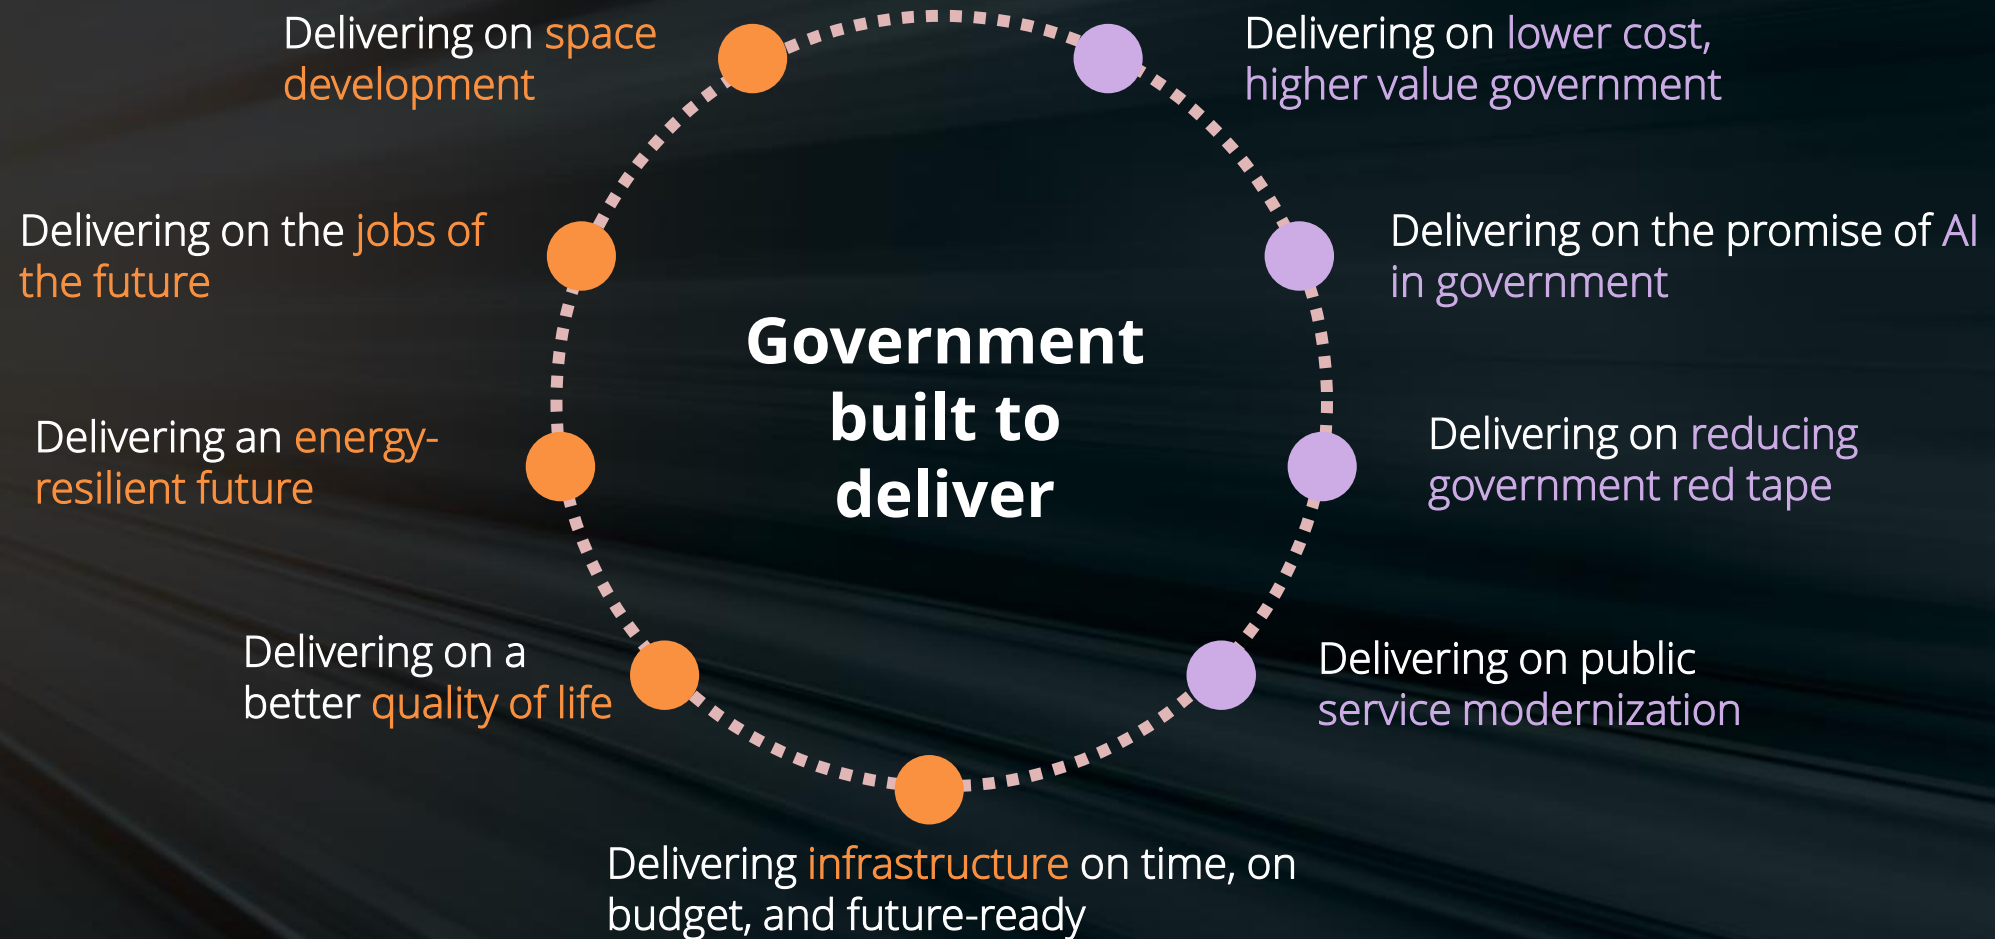 Delivering on space
development
Delivering on lower cost,
higher value government
Delivering on the jobs of
the future
Delivering on the promise of AI
in government
Government
built to
deliver
Delivering an energy-
resilient future
Delivering on reducing
government red tape
Delivering on a
better quality of life
Delivering on public
service modernization
Delivering infrastructure on time, on
budget, and future-ready